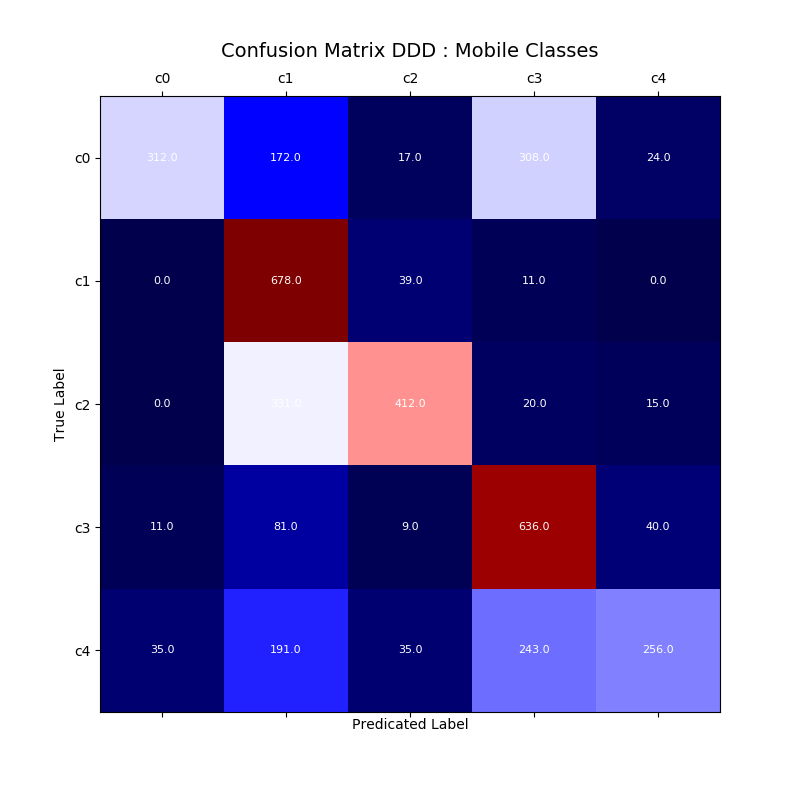 Confusion Matrix DDD : Mobile Classes
c0 c1 c2 c3 c4
c0 312.0 172.0 17.0 308.0 24.0
c1 0.0 678.0 39.0 11.0 0.0
True Label
c2 0.0 331.0 412.0 20.0 15.0
c3 11.0 81.0 9.0 636.0 40.0
c4 35.0 191.0 35.0 243.0 256.0
Predicated Label